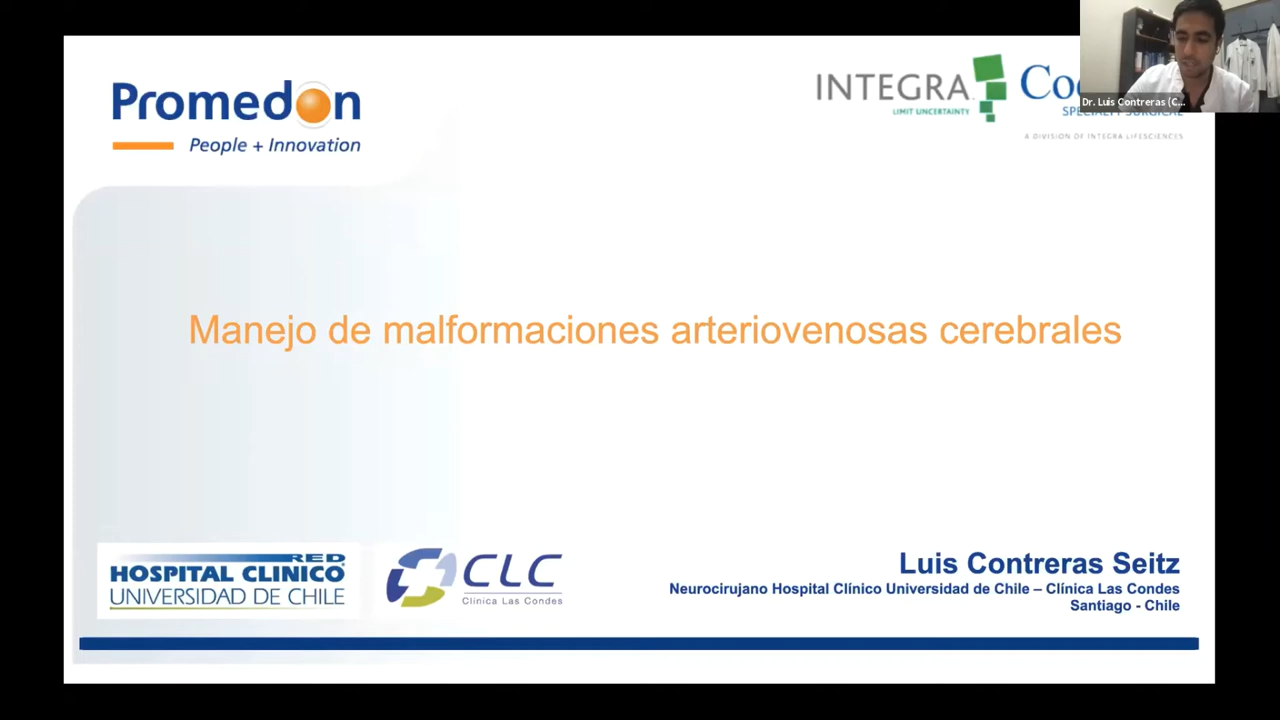 Promedon
People + Innovation
INTEGRA
LIMIT UNCERTAINTY
SPECIALTY SURGICAL
A DIVISION OF INTEGRA LIFESCIENCES
Dr. Luis Contreras (C...
Manejo de malformaciones arteriovenosas cerebrales
RED
HOSPITAL CLINICO
UNIVERSIDAD DE CHILE
CLC
Clínica Las Condes
Luis Contreras Seitz
Neurocirujano Hospital Clínico Universidad de Chile – Clínica Las Condes
Santiago - Chile